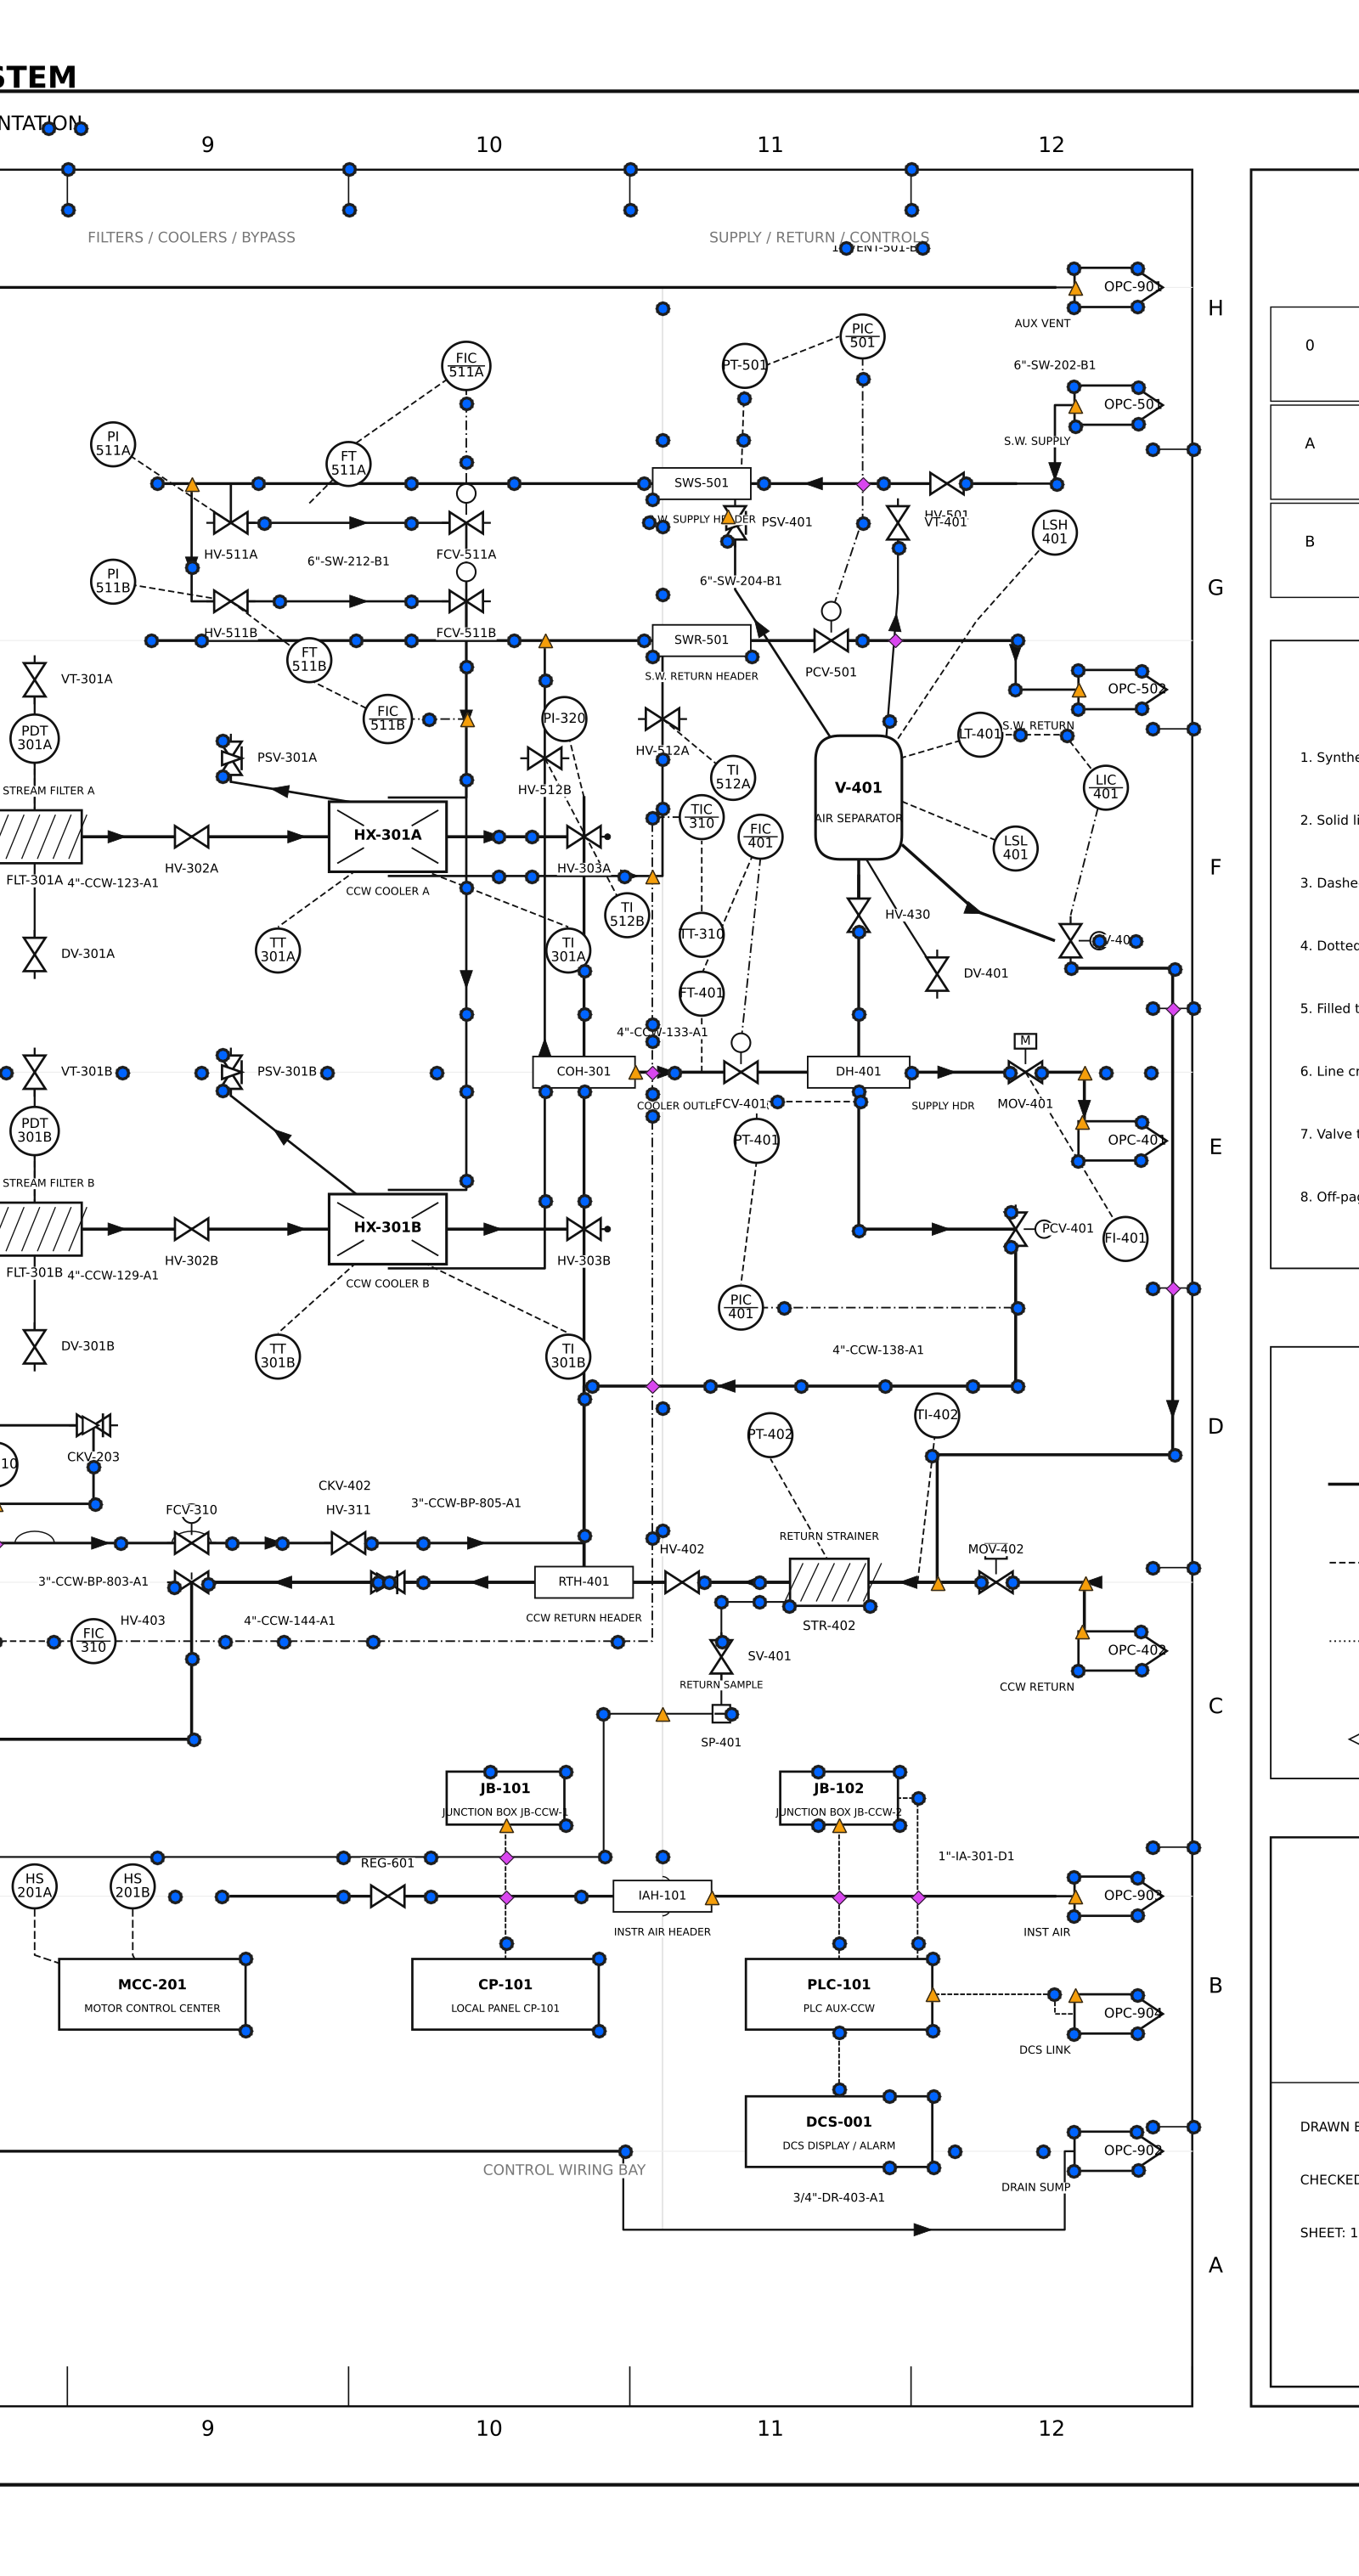 STEM
NTATION
9
10
11
12
FILTERS / COOLERS / BYPASS
SUPPLY / RETURN / CONTROLS
OPC-901
H
AUX VENT
PIC
501
PT-501
FIC
511A
6"-SW-202-B1
OPC-501
S.W. SUPPLY
0
A
B
PI
511A
FT
511A
SWS-501
PSV-401
HV-501
VT-401
LSH
401
HV-511A
6"-SW-212-B1
FCV-511A
PI
511B
6"-SW-204-B1
G
HV-511B
FCV-511B
SWR-501
S.W. RETURN HEADER
PCV-501
FT
511B
VT-301A
OPC-502
S.W. RETURN
FIC
511B
PI-320
LT-401
PDT
301A
PSV-301A
HV-512A
HV-512B
TI
512A
LIC
401
V-401
AIR SEPARATOR
1. Synthe
STREAM FILTER A
HX-301A
TIC
310
FIC
401
2. Solid li
LSL
401
HV-302A
HV-303A
F
FLT-301A
4"-CCW-123-A1
CCW COOLER A
3. Dashe
TI
512B
HV-430
TT
301A
TI
301A
TT-310
DV-301A
DV-401
4. Dotted
FT-401
5. Filled t
4"-CCW-133-A1
M
VT-301B
PSV-301B
COH-301
DH-401
6. Line cr
FCV-401
SUPPLY HDR
MOV-401
PDT
301B
PT-401
OPC-401
E
7. Valve t
STREAM FILTER B
HX-301B
8. Off-pag
PCV-401
FI-401
HV-302B
HV-303B
FLT-301B
4"-CCW-129-A1
CCW COOLER B
PIC
401
DV-301B
TT
301B
TI
301B
4"-CCW-138-A1
TI-402
PT-402
D
CKV-203
10
CKV-402
FCV-310
HV-311
3"-CCW-BP-805-A1
RETURN STRAINER
HV-402
MOV-402
3"-CCW-BP-803-A1
RTH-401
HV-403
4"-CCW-144-A1
CCW RETURN HEADER
STR-402
FIC
310
SV-401
OPC-402
RETURN SAMPLE
CCW RETURN
C
SP-401
JB-101
JUNCTION BOX JB-CCW-1
JB-102
JUNCTION BOX JB-CCW-2
REG-601
1"-IA-301-D1
HS
201A
HS
201B
IAH-101
OPC-903
INSTR AIR HEADER
INST AIR
MCC-201
MOTOR CONTROL CENTER
CP-101
LOCAL PANEL CP-101
PLC-101
PLC AUX-CCW
B
OPC-904
DCS LINK
DCS-001
DCS DISPLAY / ALARM
DRAWN B
OPC-902
CONTROL WIRING BAY
CHECKED
DRAIN SUMP
3/4"-DR-403-A1
SHEET: 1
A
9
10
11
12